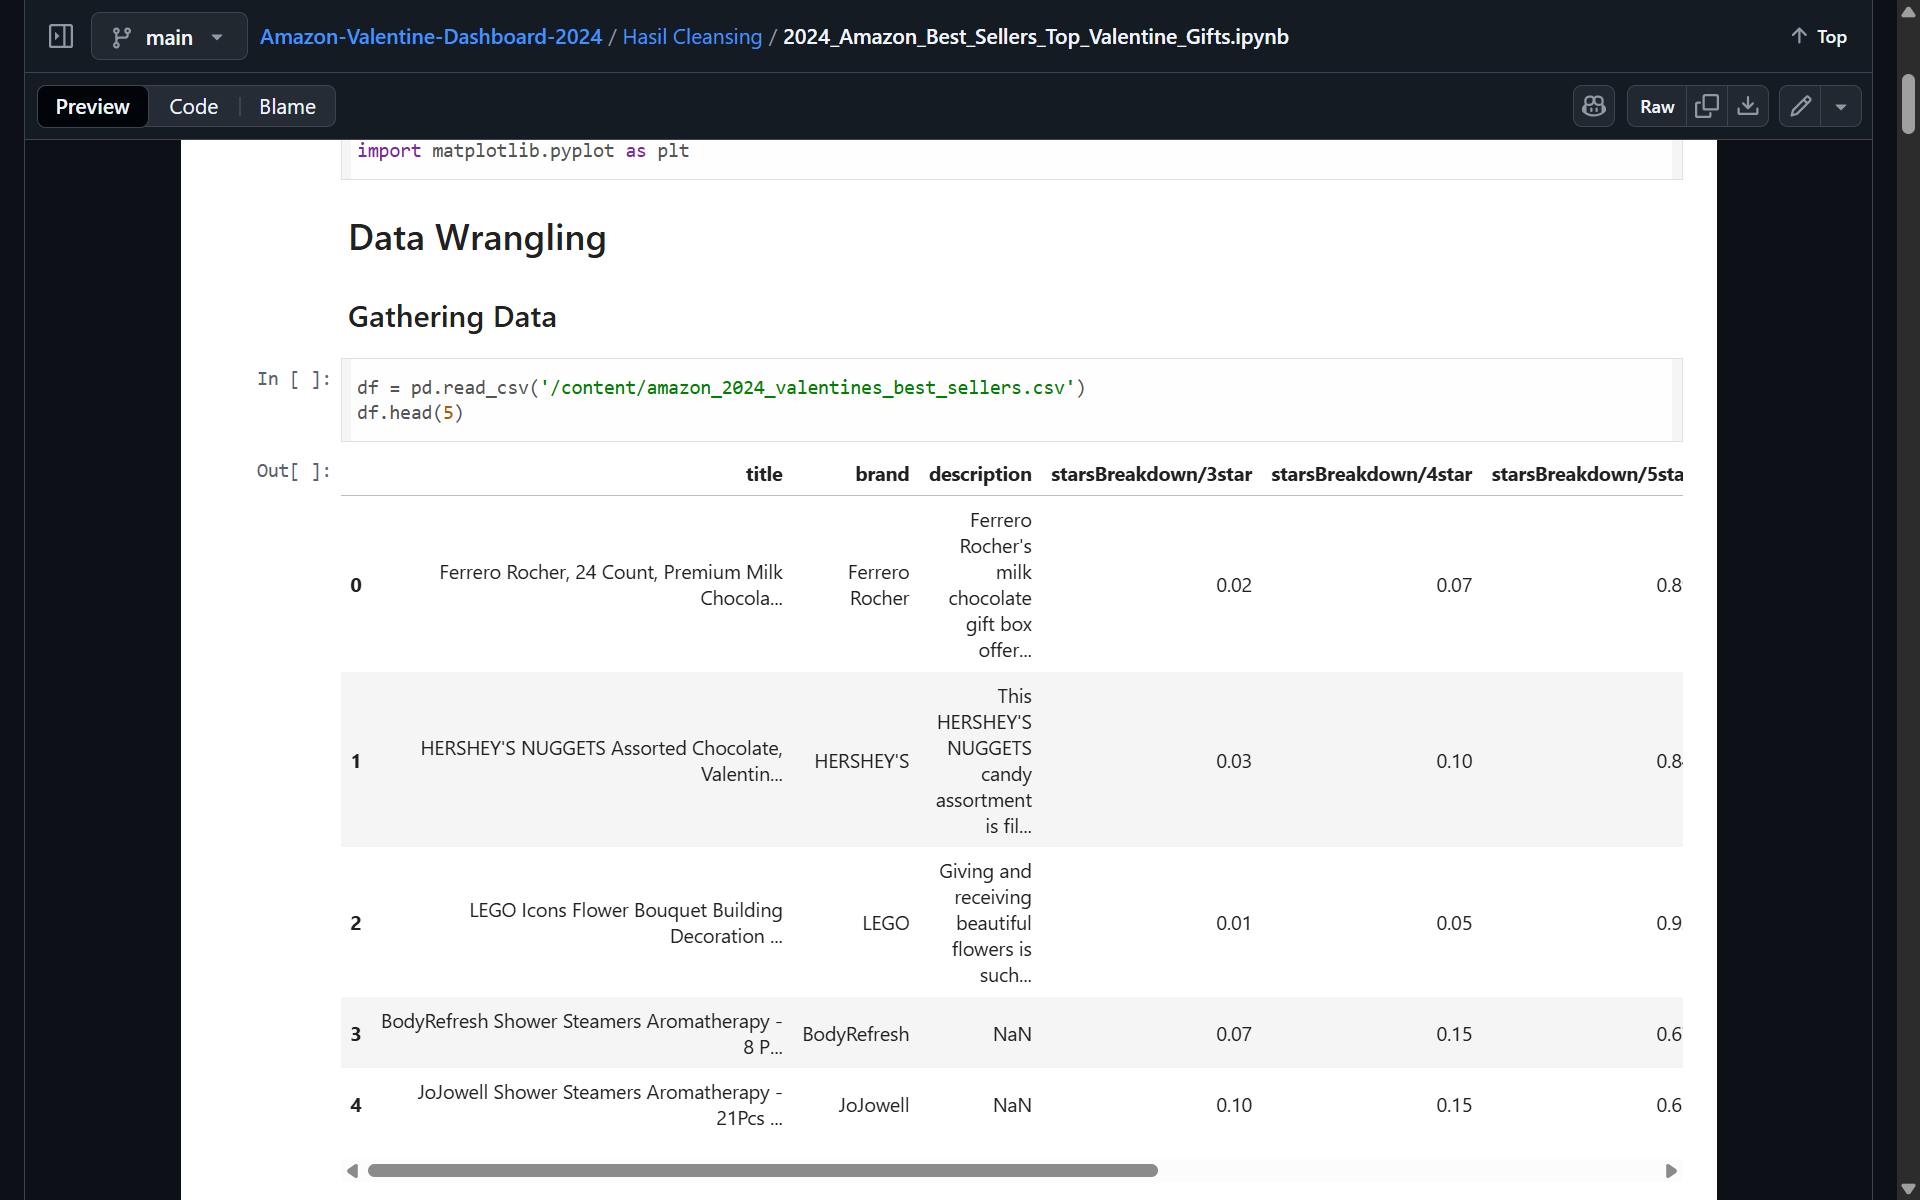 main
Amazon-Valentine-Dashboard-2024 / Hasil Cleansing / 2024_Amazon_Best_Sellers_Top_Valentine_Gifts.ipynb
Top
Preview
Code
Blame
Raw
import matplotlib.pyplot as plt
Data Wrangling
Gathering Data
In [ ]:
df = pd.read_csv('/content/amazon_2024_valentines_best_sellers.csv')
df.head(5)
Out[ ]:
title brand description starsBreakdown/3star starsBreakdown/4star starsBreakdown/5sta
0
Ferrero Rocher, 24 Count, Premium Milk
Chocola...
Ferrero
Rocher
Ferrero
Rocher's
milk
chocolate
gift box
offer...
0.02
0.07
0.8
1
HERSHEY'S NUGGETS Assorted Chocolate,
Valentin...
HERSHEY'S
This
HERSHEY'S
NUGGETS
candy
assortment
is fil...
0.03
0.10
0.8
2
LEGO Icons Flower Bouquet Building
Decoration ...
LEGO
Giving and
receiving
beautiful
flowers is
such...
0.01
0.05
0.9
3
BodyRefresh Shower Steamers Aromatherapy -
8 P...
BodyRefresh
NaN
0.07
0.15
0.6
4
JoJowell Shower Steamers Aromatherapy -
21Pcs ...
JoJowell
NaN
0.10
0.15
0.6